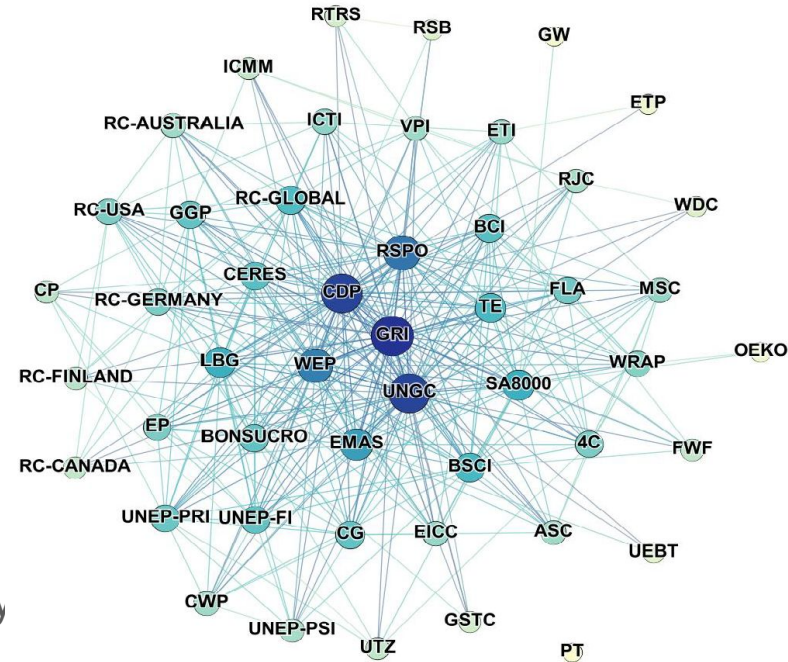 RTRS
RSB
GW
ICMM
ETP
RC-AUSTRALIA
ICTI
VPI
ETI
RJC
RC-USA
GGP
RC-GLOBAL
WDC
BCI
RSPO
CERES
CDP
CP
RC-GERMANY
TE
FLA
MSC
GRI
OEKO
LBG
WEP
WRAP
RC-FINLAND
UNGC
SA8000
EP
BONSUCRO
EMAS
4C
FWF
RC-CANADA
BSCI
UNEP-PRI
UNEP-FI
CG
EICC
ASC
UEBT
CWP
UNEP-PSI
GSTC
UTZ
PT